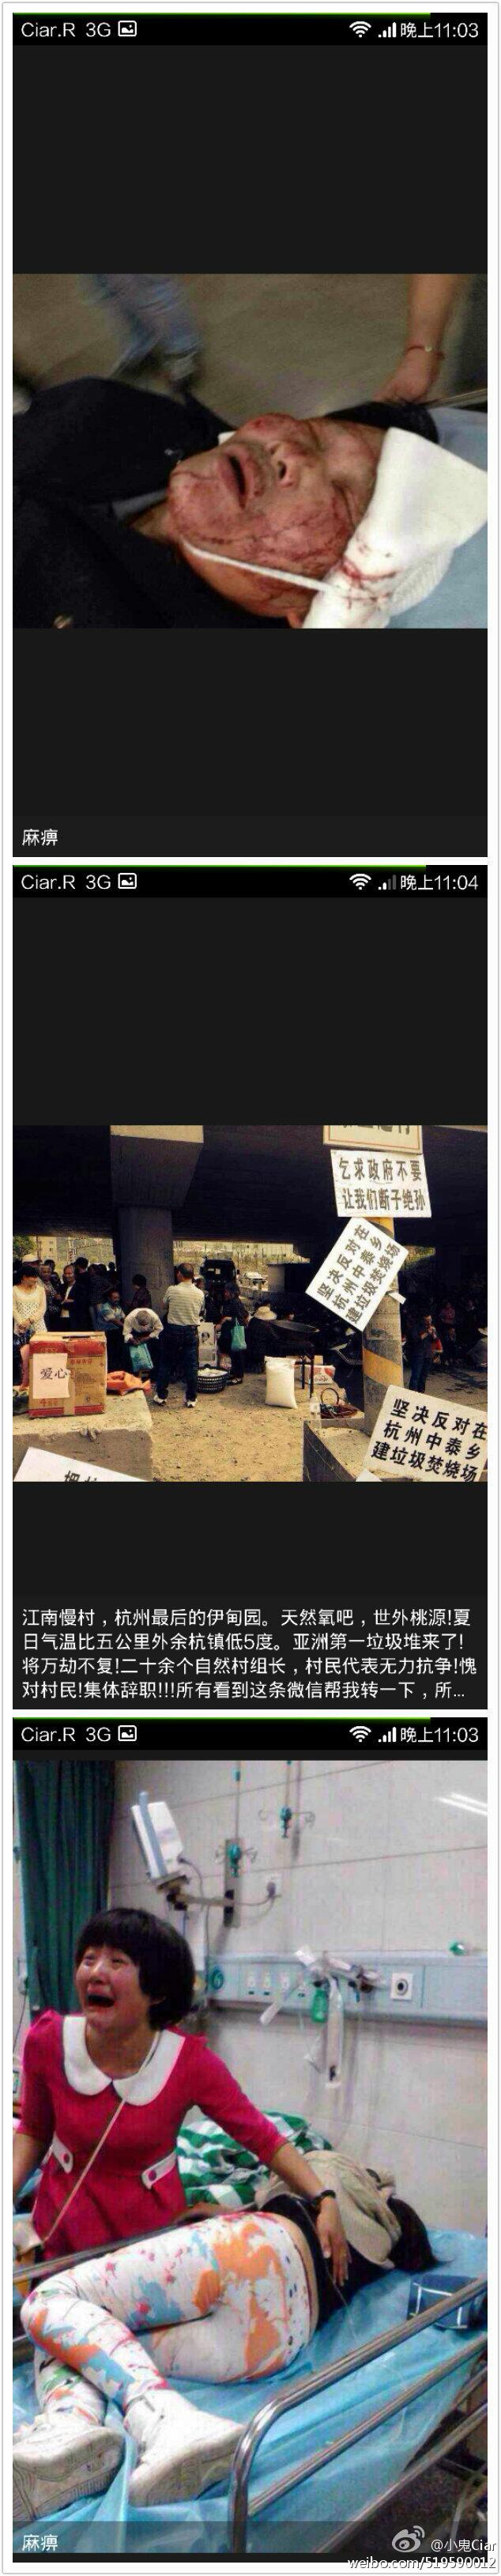 Ciar.R 3G 晚上11:03
麻痹
Ciar.R 3G 晚上11:04
乞求政府不要
让我们断子绝孙
坚决反对在
杭州中泰乡
建垃圾焚烧场
爱心
坚决反对在
杭州中泰乡
建垃圾焚烧场
江南慢村，杭州最后的伊甸园。天然氧吧，世外桃源!夏
日气温比五公里外余杭镇低5度。亚洲第一垃圾堆来了!
将万劫不复!二十余个自然村组长，村民代表无力抗争!愧
对村民!集体辞职!!!所有看到这条微信帮我转一下，所...
Ciar.R 3G 晚上11:03
麻痹
@小鬼Ciar
weibo.com/519590012